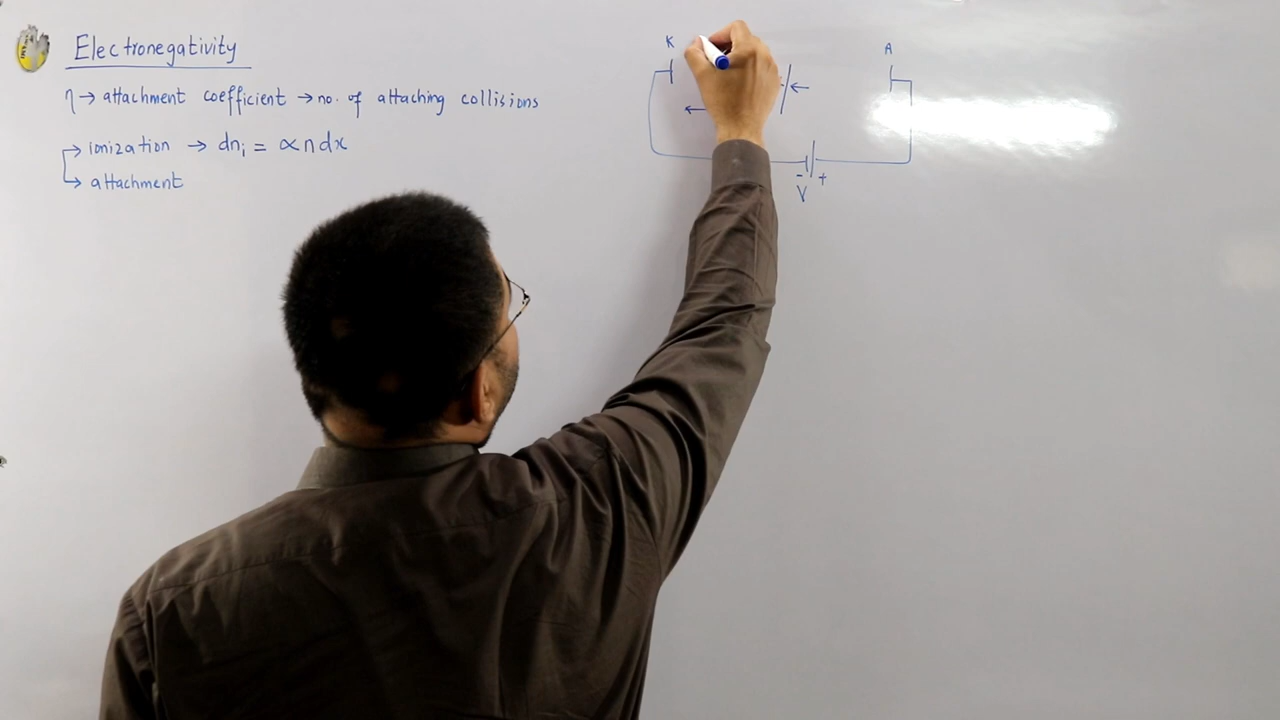 Electronegativity
η → attachment coefficient → no. of attaching collisions
→ ionization → dnᵢ = ∝ n dx
→ attachment
K
A
- +
V